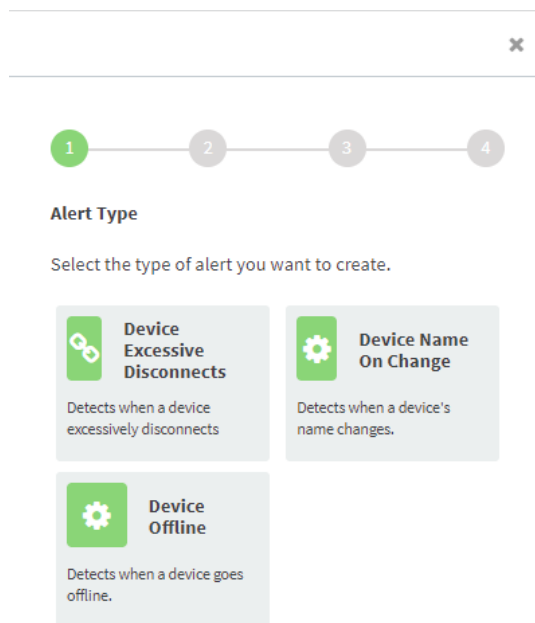 1 2 3 4
Alert Type
Select the type of alert you want to create.
Device
Excessive
Disconnects
Detects when a device
excessively disconnects
Device Name
On Change
Detects when a device's
name changes.
Device
Offline
Detects when a device goes
offline.